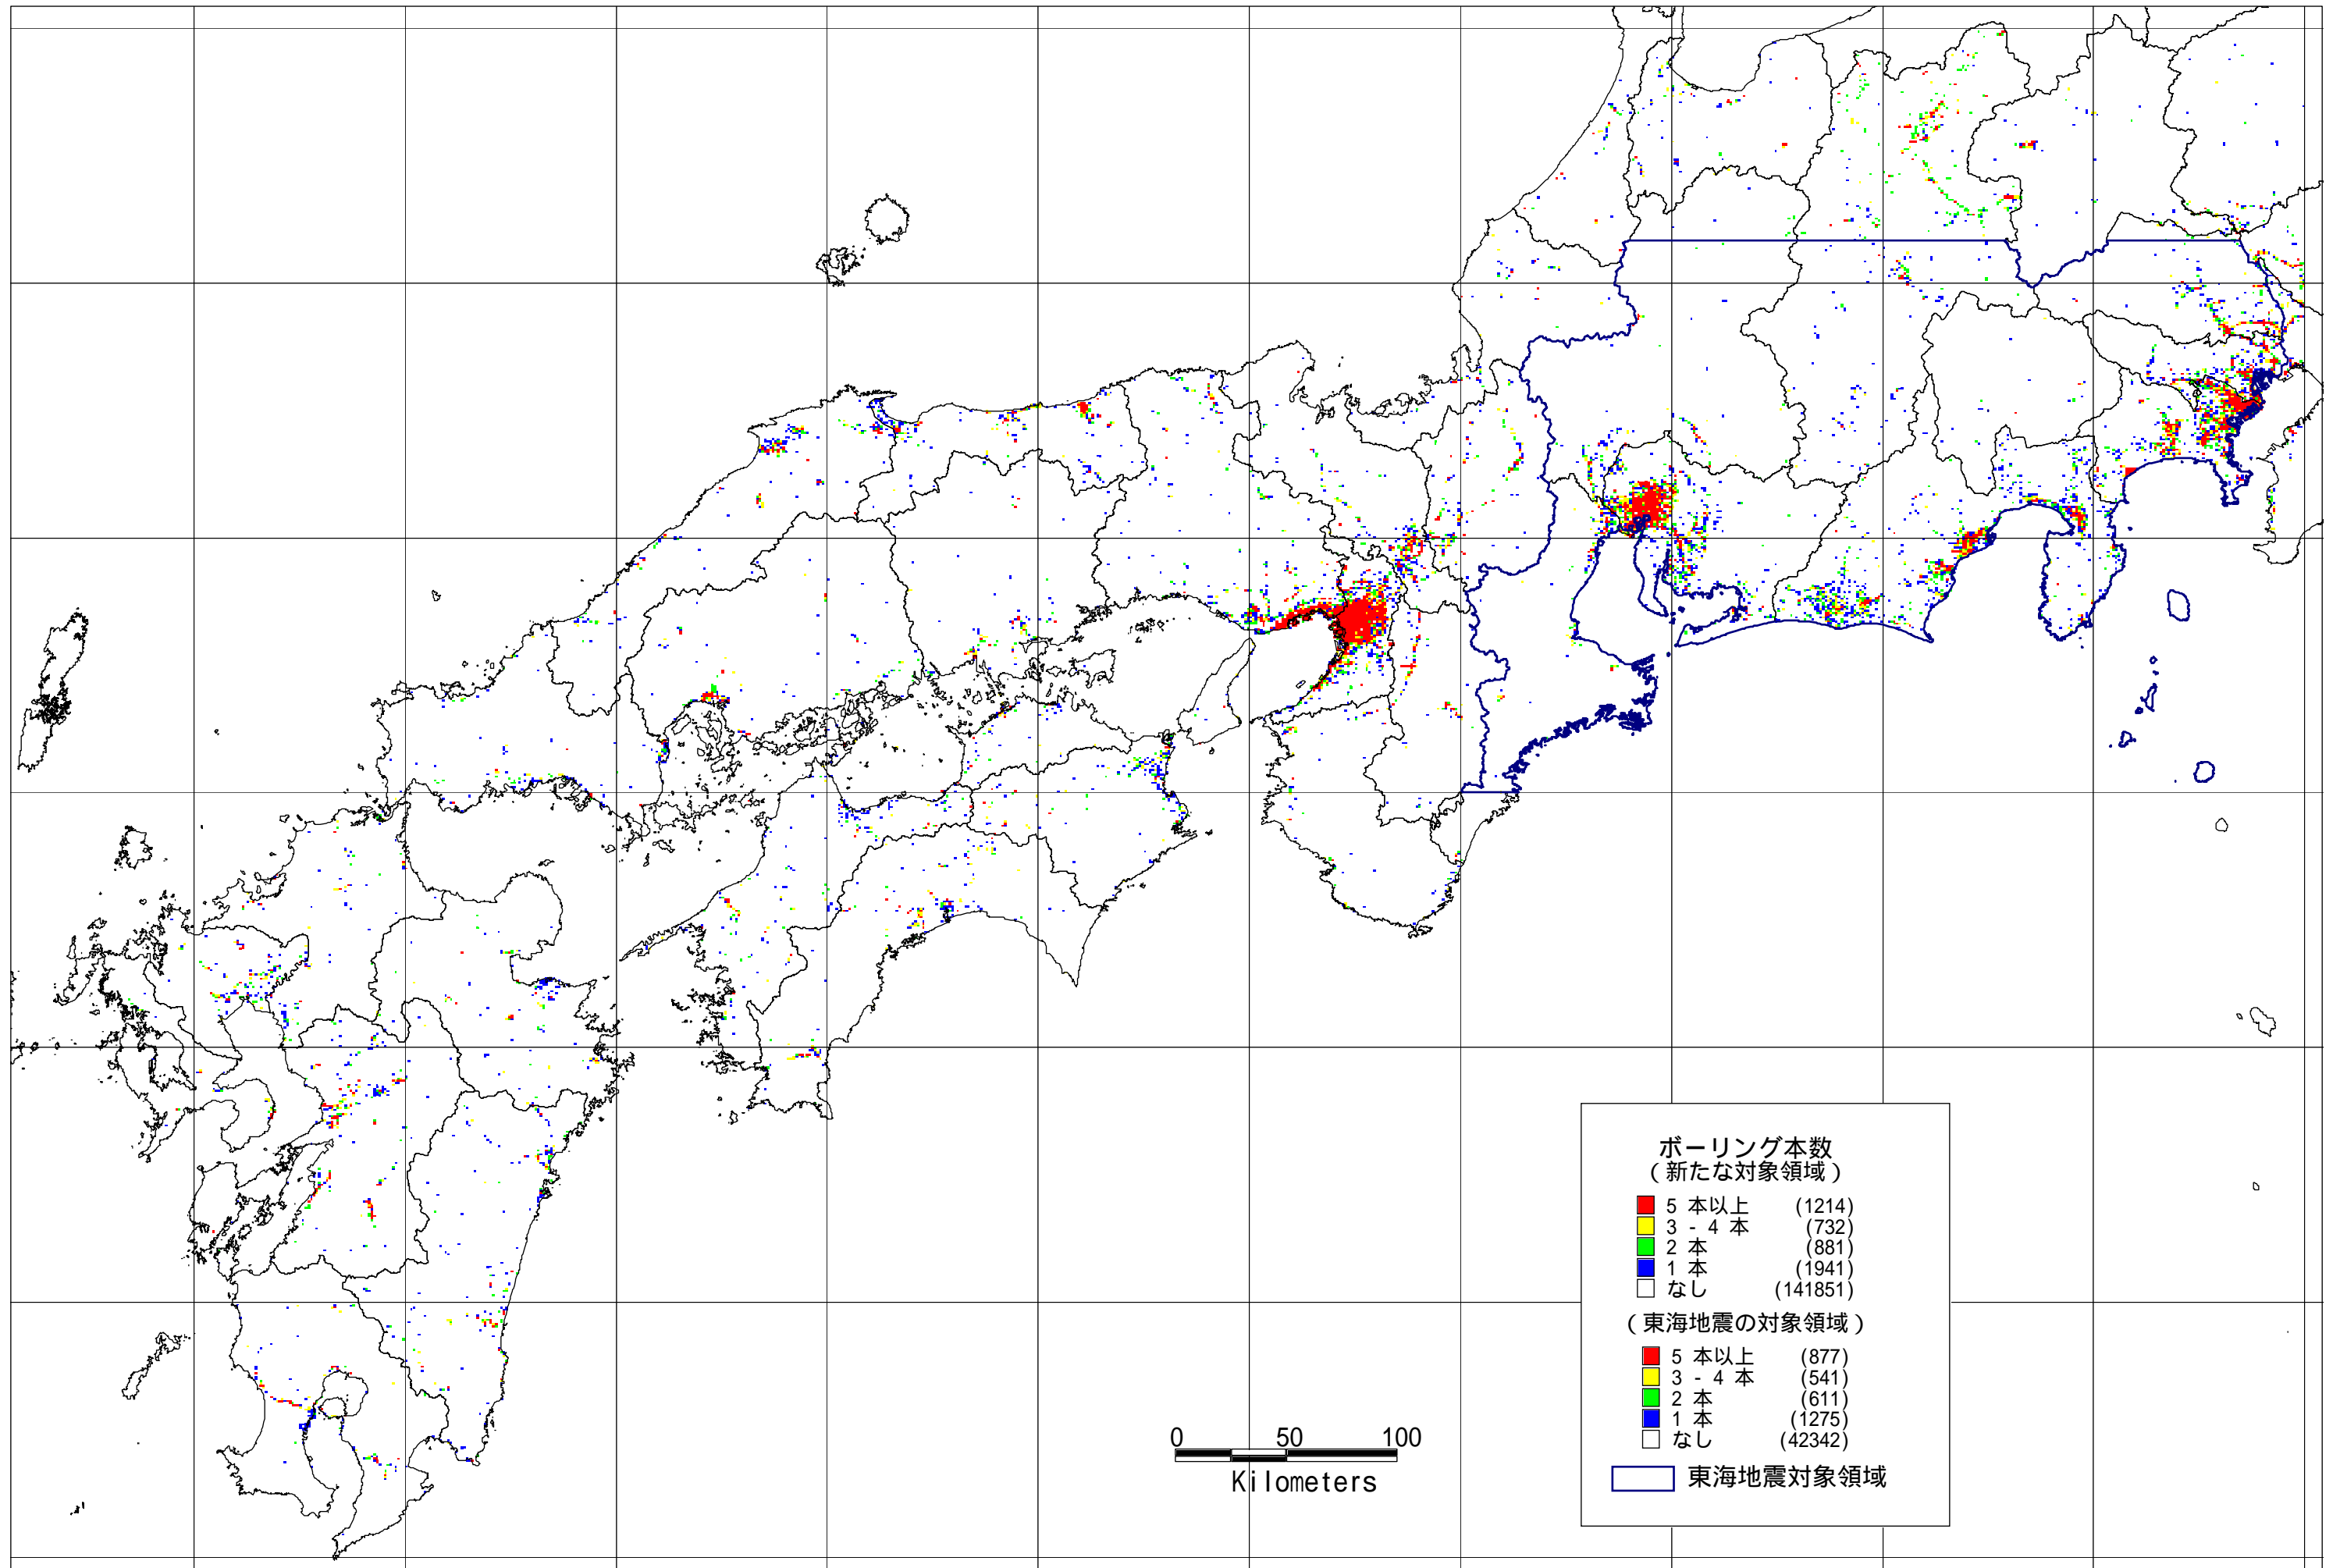 ボーリング本数
(新たな対象領域)
5 本以上 (1214)
3 - 4 本 (732)
2 本 (881)
1 本 (1941)
なし (141851)
(東海地震の対象領域)
5 本以上 (877)
3 - 4 本 (541)
2 本 (611)
1 本 (1275)
なし (42342)
東海地震対象領域
0 50 100
Kilometers